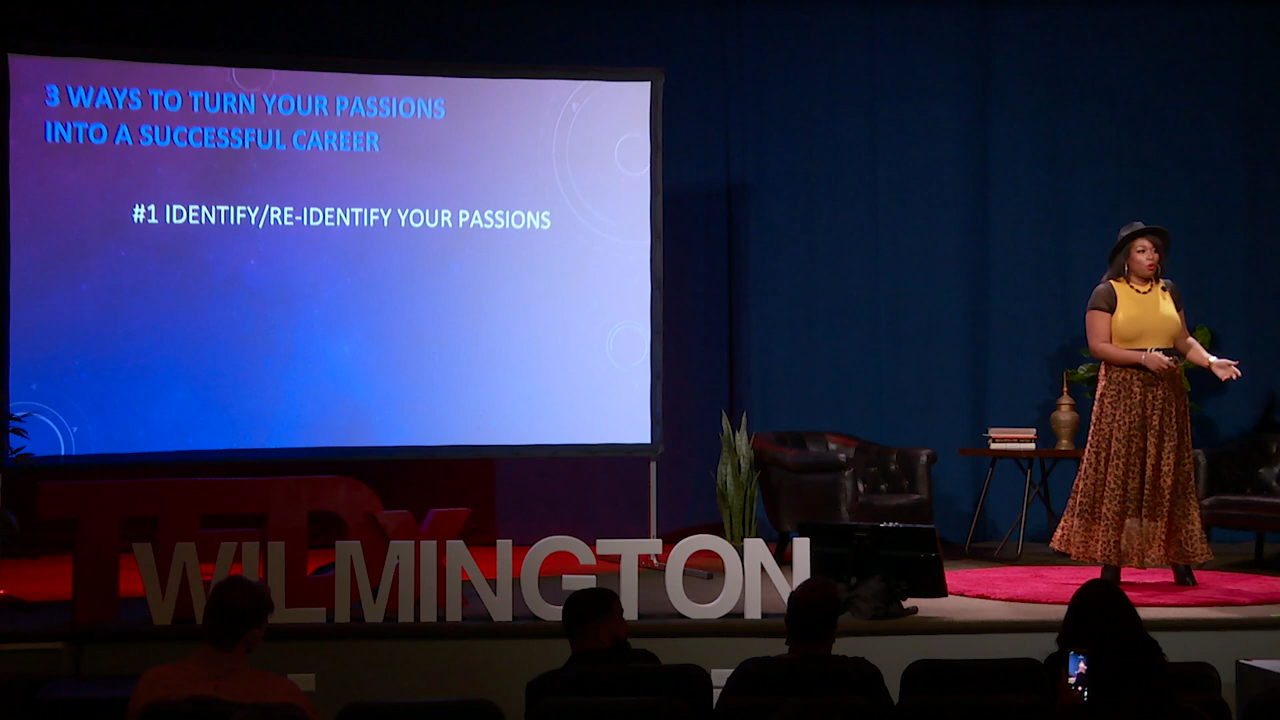 3 WAYS TO TURN YOUR PASSIONS
INTO A SUCCESSFUL CAREER
#1 IDENTIFY/RE-IDENTIFY YOUR PASSIONS
TEDx
WILMINGTON